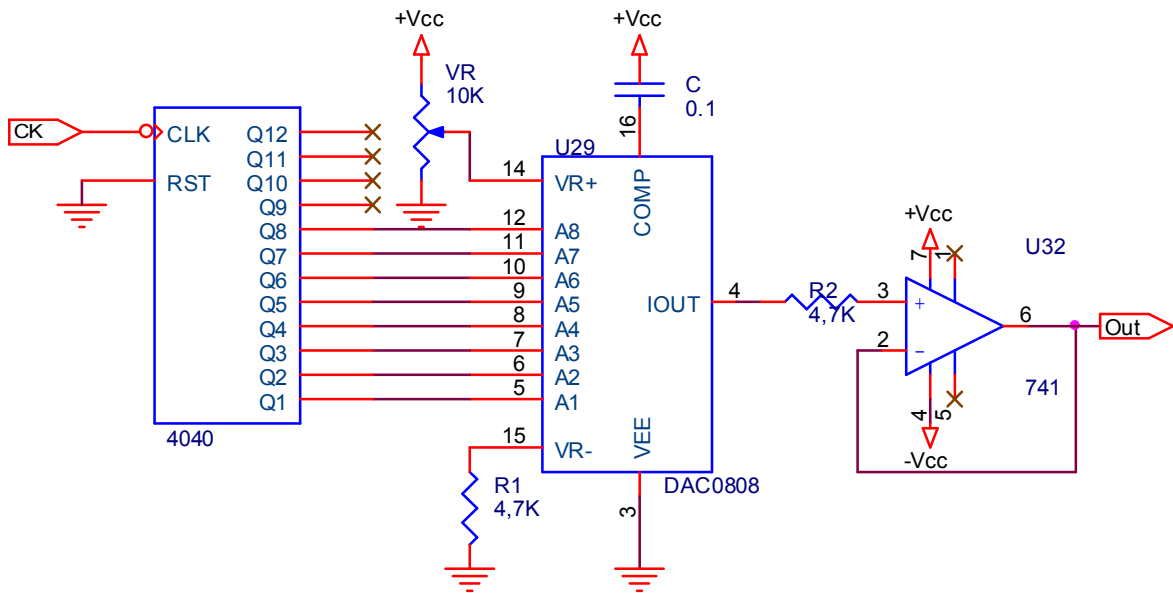 +Vcc
+Vcc
VR
10K
C
0.1
CK
CLK
RST
Q12
Q11
Q10
Q9
Q8
Q7
Q6
Q5
Q4
Q3
Q2
Q1
4040
U29
16
14
12
11
10
9
8
7
6
5
15
VR+
A8
A7
A6
A5
A4
A3
A2
A1
VR-
COMP
IOUT
VEE
4
3
DAC0808
R1
4,7K
R2
4,7K
+Vcc
U32
7
1
3
+
2
-
6
Out
4
5
741
-Vcc